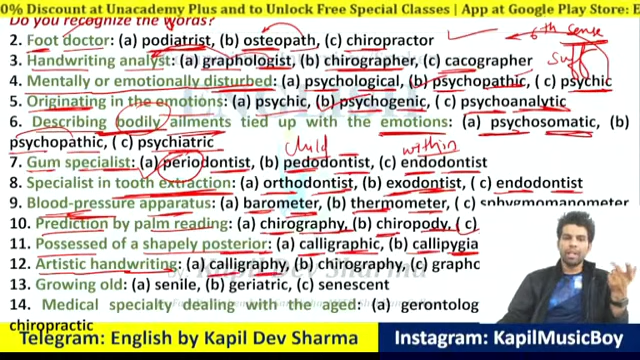 0% Discount at Unacademy Plus and to Unlock Free Special Classes | App at Google Play Store: E
Do you recognize the words?
2. Foot doctor: (a) podiatrist, (b) osteopath, (c) chiropractor
6th sense
3. Handwriting analyst: (a) graphologist, (b) chirographer, (c) cacographer
4. Mentally or emotionally disturbed: (a) psychological, (b) psychopathic, (c) psychic
5. Originating in the emotions: (a) psychic, (b) psychogenic, (c) psychoanalytic
6. Describing bodily ailments tied up with the emotions: (a) psychosomatic, (b)
psychopathic, (c) psychiatric
child within
7. Gum specialist: (a) periodontist, (b) pedodontist, (c) endodontist
8. Specialist in tooth extraction: (a) orthodontist, (b) exodontist, (c) endodontist
9. Blood-pressure apparatus: (a) barometer, (b) thermometer, (c) sphygmomanometer
10. Prediction by palm reading: (a) chirography, (b) chiropody, (c)
11. Possessed of a shapely posterior: (a) calligraphic, (b) callipygia
12. Artistic handwriting: (a) calligraphy, (b) chirography, (c) grapho
Kapil Dev Sharma
13. Growing old: (a) senile, (b) geriatric, (c) senescent
14. Medical specialty dealing with the aged: (a) gerontolog
chiropractic
Telegram: English by Kapil Dev Sharma
Instagram: KapilMusicBoy